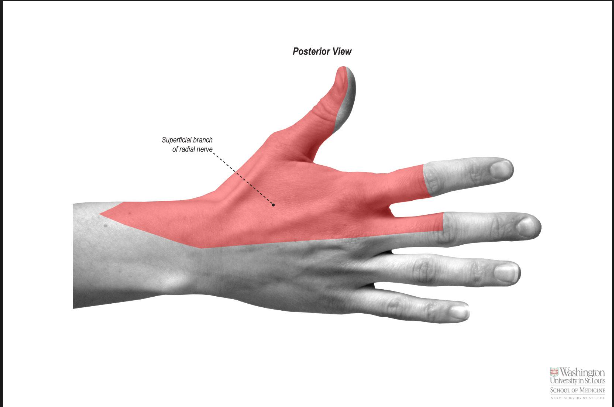 Posterior View
Superficial branch
of radial nerve
Washington
University in St.Louis
SCHOOL OF MEDICINE